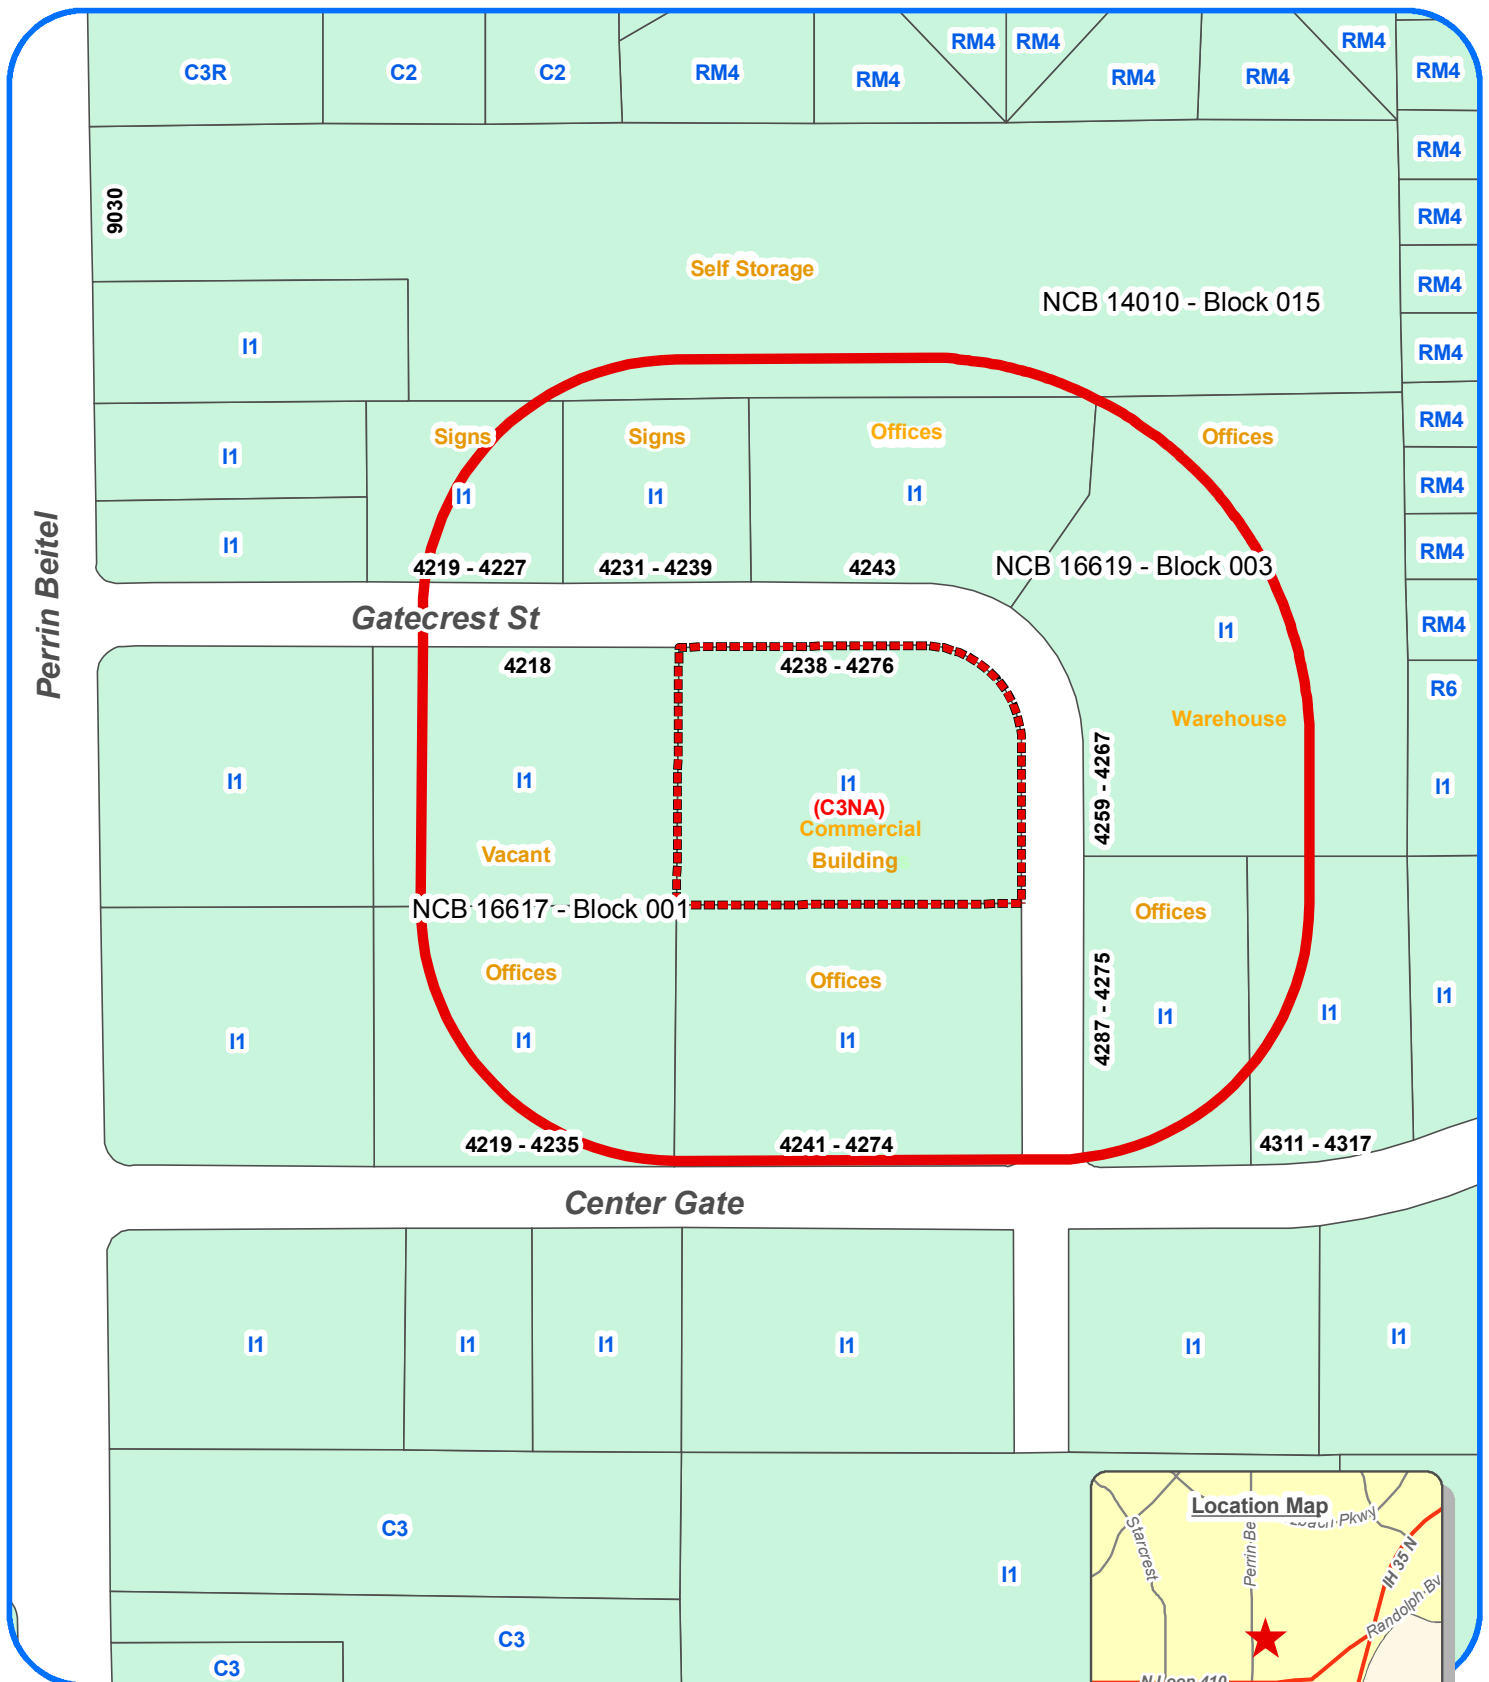 C3R
C2
C2
RM4
RM4
RM4
RM4
RM4
RM4
RM4
RM4
9030
RM4
RM4
Self Storage
RM4
NCB 14010 - Block 015
I1
RM4
RM4
Signs
Signs
Offices
Offices
I1
I1
I1
I1
RM4
I1
RM4
4219 - 4227
4231 - 4239
4243
NCB 16619 - Block 003
Perrin Beitel
Gatecrest St
I1
RM4
4218
4238 - 4276
R6
Warehouse
I1
I1
I1
(C3NA)
Commercial
Building
4259 - 4267
I1
Vacant
NCB 16617 - Block 001
Offices
Offices
Offices
4287 - 4275
I1
I1
I1
I1
I1
I1
4219 - 4235
4241 - 4274
4311 - 4317
Center Gate
I1
I1
I1
I1
I1
I1
C3
I1
C3
C3
Location Map
Starcrest
Perrin Be
Pkwy
IH 35 N
Randolph Bv
N Loop 410